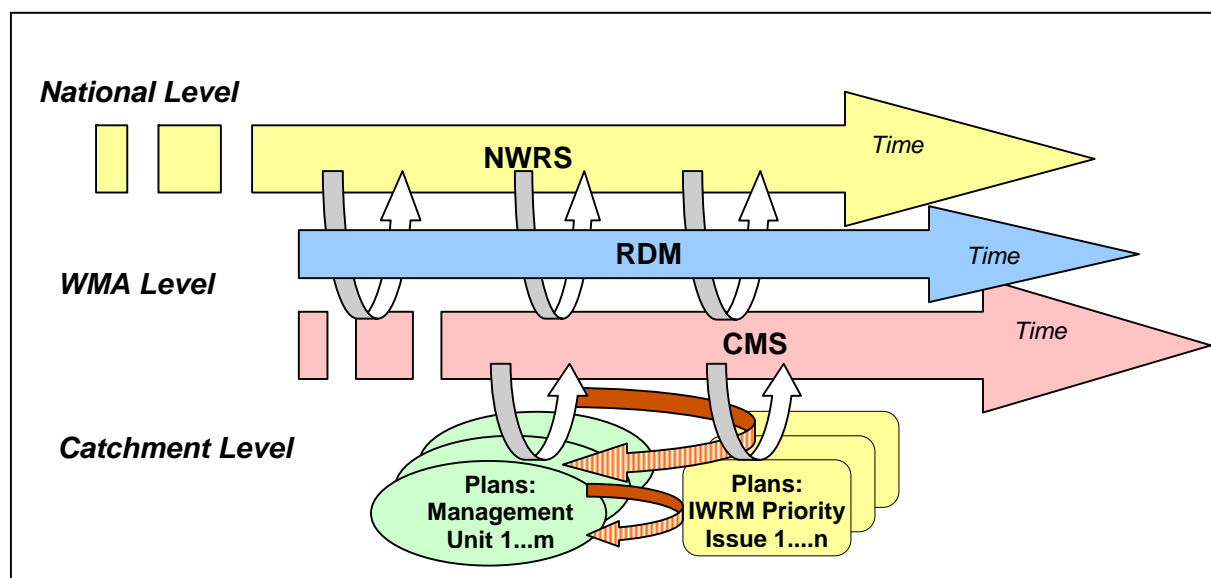 National Level
Time
NWRS
RDM
Time
WMA Level
Time
CMS
Catchment Level
Plans:
Management
Unit 1...m
Plans:
IWRM Priority
Issue 1....n